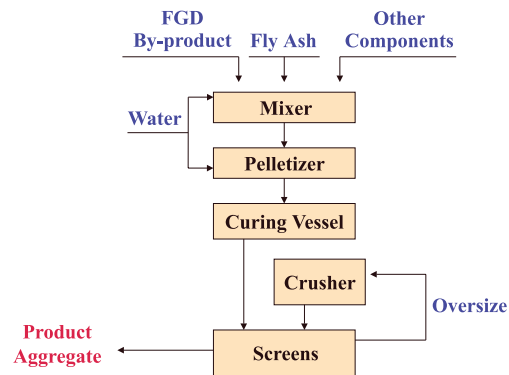 FGD
By-product
Fly Ash
Other
Components
Water
Mixer
Pelletizer
Curing Vessel
Crusher
Oversize
Product
Aggregate
Screens